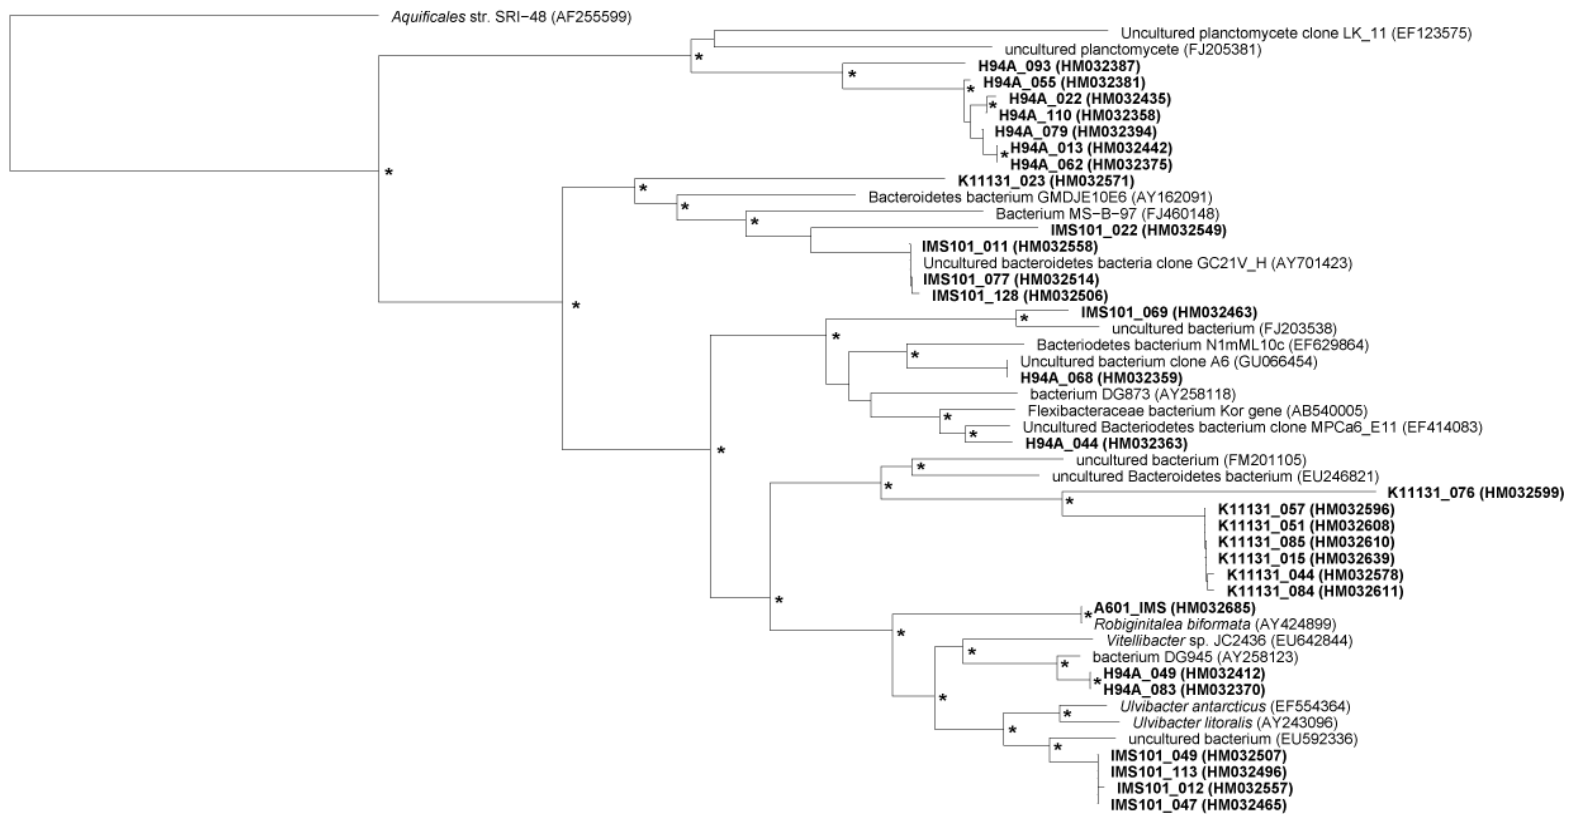 Aquificales str. SRI−48 (AF255599)
Uncultured planctomycete clone LK_11 (EF123575)
uncultured planctomycete (FJ205381)
*
H94A_093 (HM032387)
*
H94A_055 (HM032381)
*
H94A_022 (HM032435)
*
H94A_110 (HM032358)
H94A_079 (HM032394)
H94A_013 (HM032442)
*
H94A_062 (HM032375)
*
K11131_023 (HM032571)
*
Bacteroidetes bacterium GMDJE10E6 (AY162091)
*
Bacterium MS−B−97 (FJ460148)
*
IMS101_022 (HM032549)
IMS101_011 (HM032558)
Uncultured bacteroidetes bacteria clone GC21V_H (AY701423)
IMS101_077 (HM032514)
IMS101_128 (HM032506)
*
IMS101_069 (HM032463)
*
uncultured bacterium (FJ203538)
*
Bacteriodetes bacterium N1mML10c (EF629864)
*
Uncultured bacterium clone A6 (GU066454)
H94A_068 (HM032359)
bacterium DG873 (AY258118)
Flexibacteraceae bacterium Kor gene (AB540005)
*
Uncultured Bacteriodetes bacterium clone MPCa6_E11 (EF414083)
*
H94A_044 (HM032363)
*
uncultured bacterium (FM201105)
*
uncultured Bacteroidetes bacterium (EU246821)
*
K11131_076 (HM032599)
*
K11131_057 (HM032596)
K11131_051 (HM032608)
K11131_085 (HM032610)
K11131_015 (HM032639)
K11131_044 (HM032578)
K11131_084 (HM032611)
*
A601_IMS (HM032685)
*
Robiginitalea biformata (AY424899)
*
Vitellibacter sp. JC2436 (EU642844)
*
bacterium DG945 (AY258123)
*
H94A_049 (HM032412)
*
H94A_083 (HM032370)
*
Ulvibacter antarcticus (EF554364)
*
Ulvibacter litoralis (AY243096)
*
uncultured bacterium (EU592336)
*
IMS101_049 (HM032507)
IMS101_113 (HM032496)
IMS101_012 (HM032557)
IMS101_047 (HM032465)